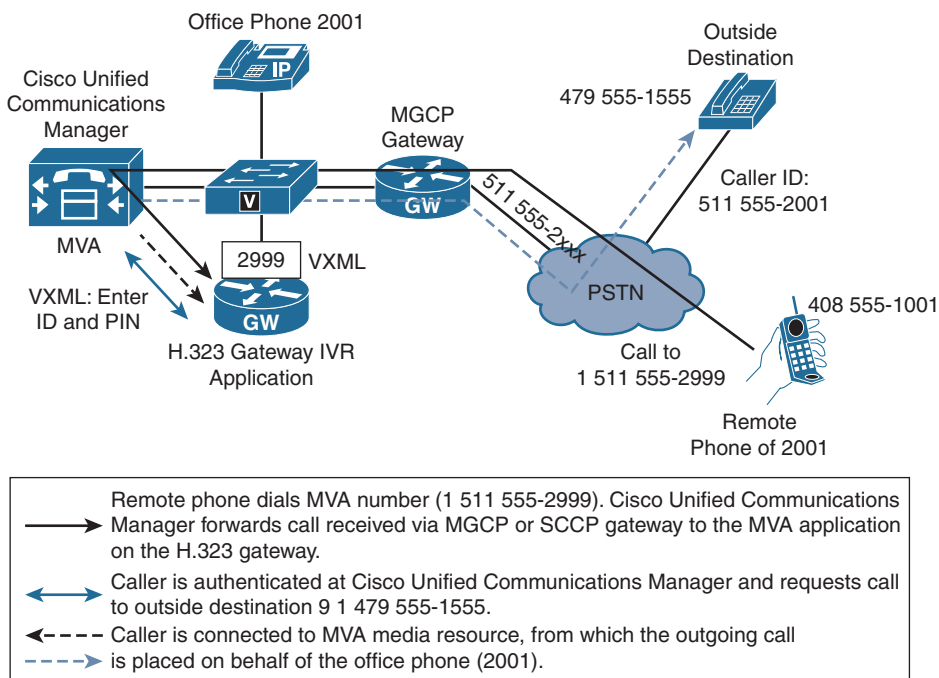 Office Phone 2001
IP
Outside
Destination
Cisco Unified
Communications
Manager
479 555-1555
MGCP
Gateway
V
GW
511 555-2xxx
Caller ID:
511 555-2001
MVA
2999
VXML
PSTN
VXML: Enter
ID and PIN
GW
408 555-1001
H.323 Gateway IVR
Application
Call to
1 511 555-2999
Remote
Phone of 2001
Remote phone dials MVA number (1 511 555-2999). Cisco Unified Communications
Manager forwards call received via MGCP or SCCP gateway to the MVA application
on the H.323 gateway.
Caller is authenticated at Cisco Unified Communications Manager and requests call
to outside destination 9 1 479 555-1555.
Caller is connected to MVA media resource, from which the outgoing call
is placed on behalf of the office phone (2001).